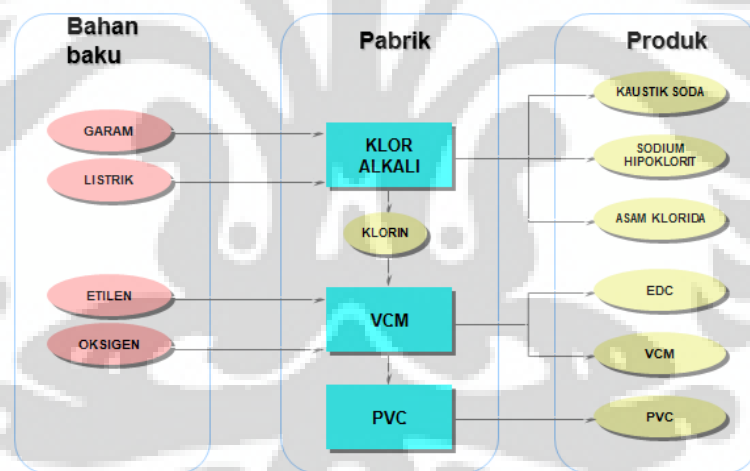 Bahan
baku
Pabrik
Produk
GARAM
LISTRIK
ETILEN
OKSIGEN
KLOR
ALKALI
KLORIN
VCM
PVC
KAUSTIK SODA
SODIUM
HIPOKLORIT
ASAM KLORIDA
EDC
VCM
PVC